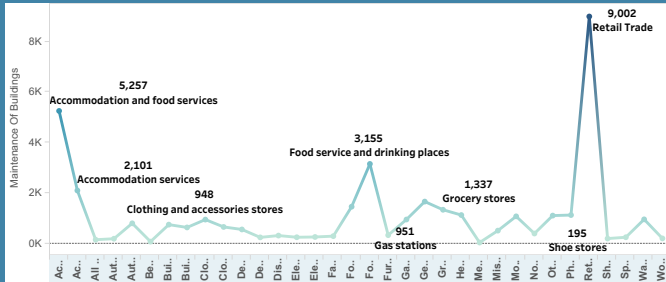 9,002
Retail Trade
8K
5,257
Accommodation and food services
6K
Maintenance Of Buildings
4K
3,155
Food service and drinking places
2,101
Accommodation services
1,337
Grocery stores
948
Clothing and accessories stores
2K
951
Gas stations
195
Shoe stores
0K
Ac.. Ac.. All .. Aut.. Aut.. Be.. Bui.. Bui.. Clo.. Clo.. De.. De.. Dis.. Ele.. Ele.. Fa.. Fo.. Fo.. Fur.. Ga.. Ge.. Gr.. He.. Me.. Mis.. Mo.. No.. Ot.. Ph.. Ret.. Sh.. Sp.. Wa.. Wo..